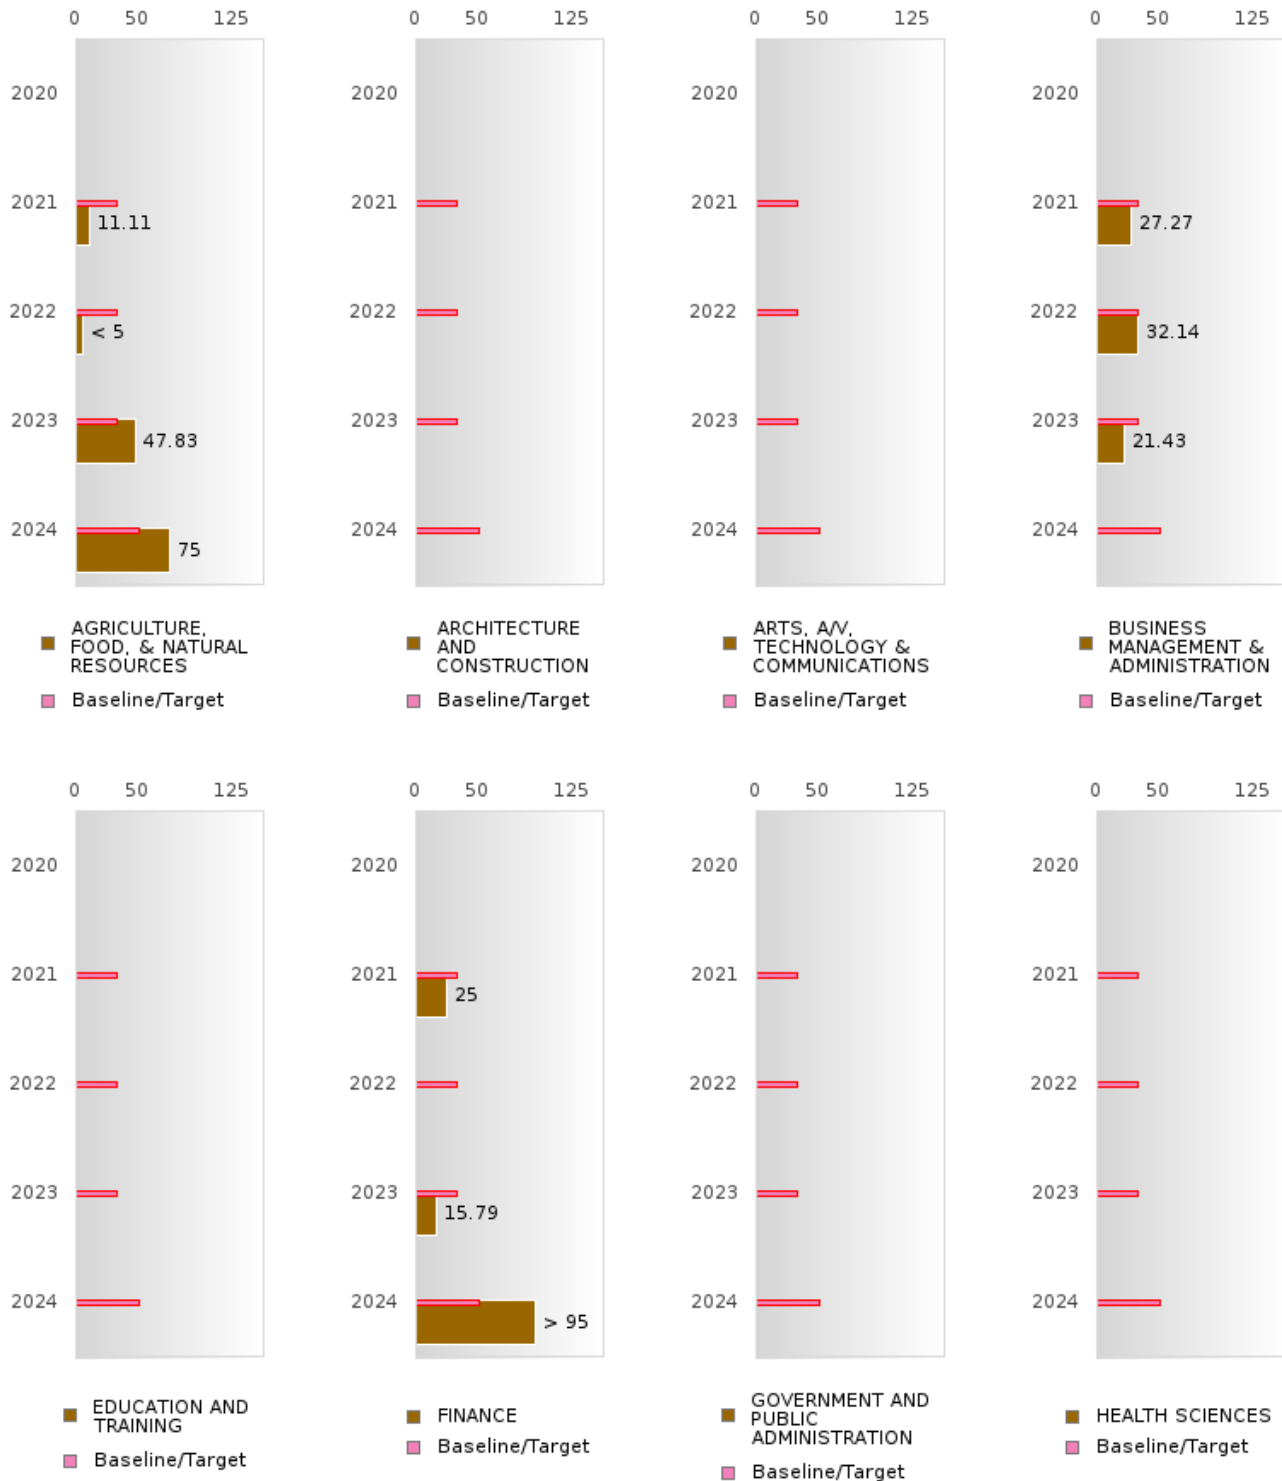 0 50 125 0 50 125 0 50 125 0 50 125
2020 2020 2020 2020
2021 2021 2021 2021
11.11 27.27
2022 2022 2022 2022
< 5 32.14
2023 2023 2023 2023
47.83 21.43
2024 2024 2024 2024
75
AGRICULTURE,
FOOD, & NATURAL
RESOURCES
Baseline/Target
ARCHITECTURE
AND
CONSTRUCTION
Baseline/Target
ARTS, A/V,
TECHNOLOGY &
COMMUNICATIONS
Baseline/Target
BUSINESS
MANAGEMENT &
ADMINISTRATION
Baseline/Target
0 50 125 0 50 125 0 50 125 0 50 125
2020 2020 2020 2020
2021 2021 2021 2021
25
2022 2022 2022 2022
2023 2023 2023 2023
15.79
2024 2024 2024 2024
> 95
EDUCATION AND
TRAINING
Baseline/Target
FINANCE
Baseline/Target
GOVERNMENT AND
PUBLIC
ADMINISTRATION
Baseline/Target
HEALTH SCIENCES
Baseline/Target